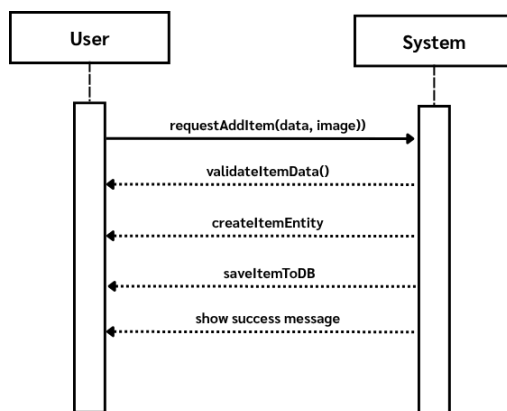 User
System
requestAddItem(data, image))
validateItemData()
createItemEntity
saveItemToDB
show success message